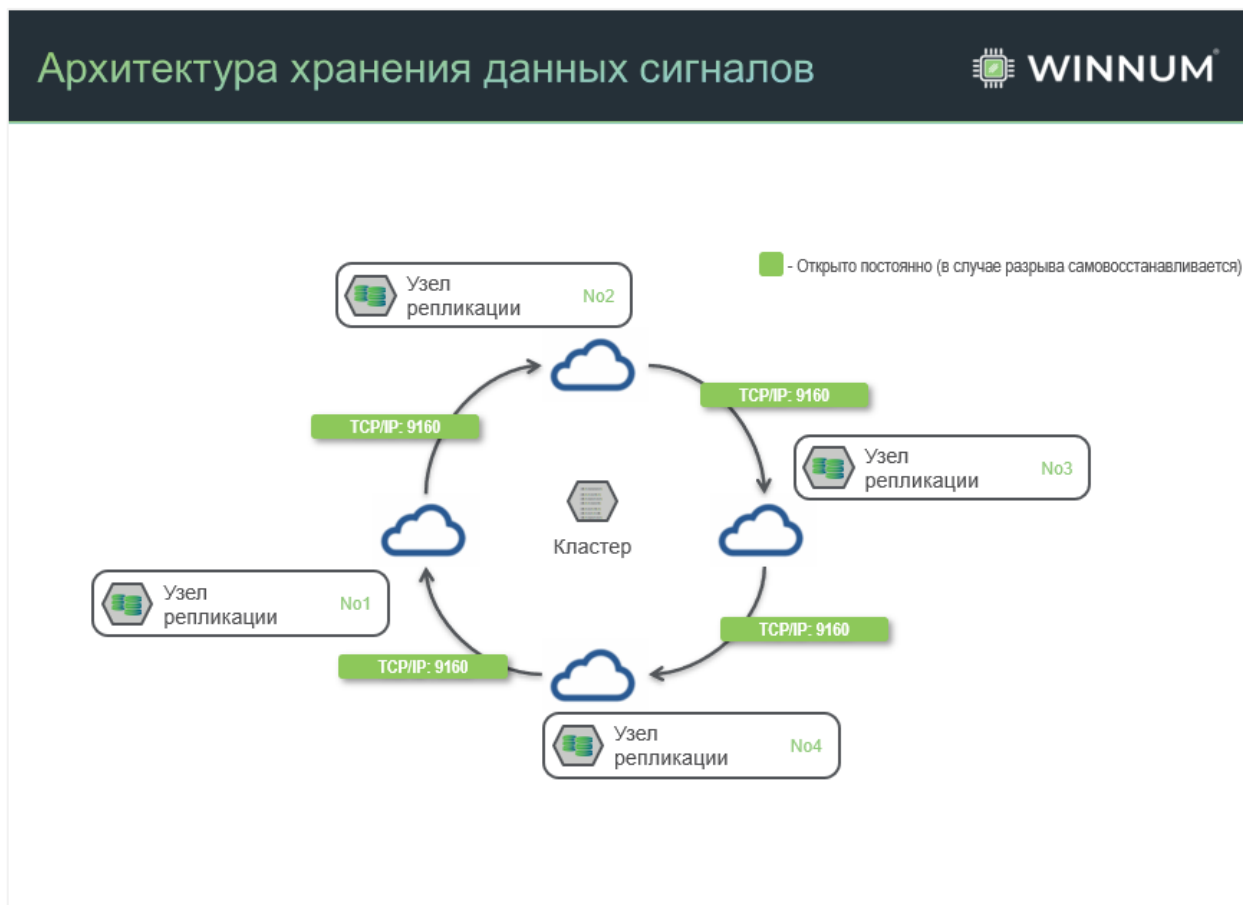 Архитектура хранения данных сигналов
WINNUM®
- Открыто постоянно (в случае разрыва самовосстанавливается)
Узел
репликации
No2
TCP/IP: 9160
TCP/IP: 9160
Узел
репликации
No3
Кластер
Узел
репликации
No1
TCP/IP: 9160
TCP/IP: 9160
Узел
репликации
No4